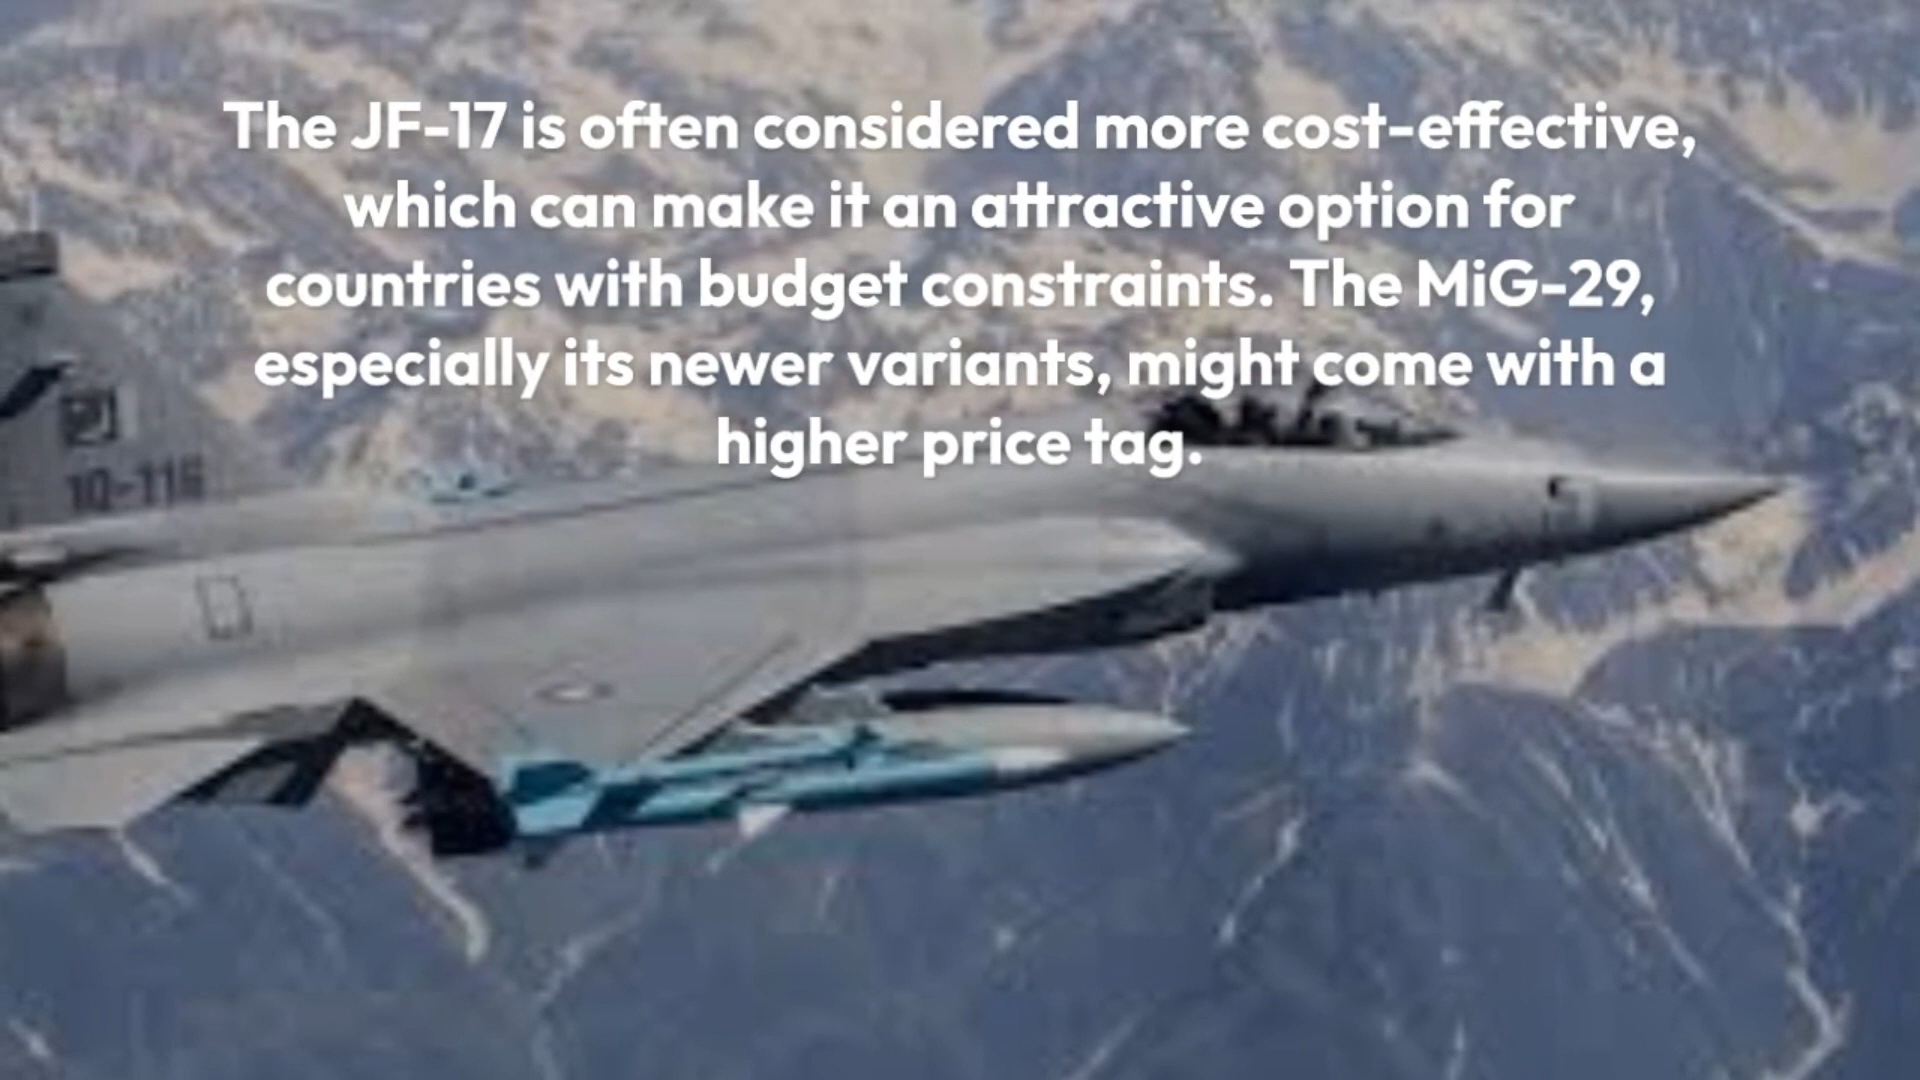 The JF-17 is often considered more cost-effective,
which can make it an attractive option for
countries with budget constraints. The MiG-29,
especially its newer variants, might come with a
higher price tag.